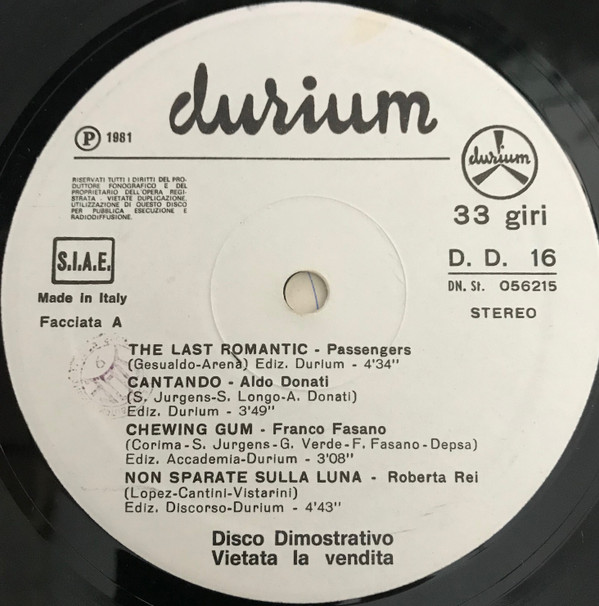 durium
℗ 1981
durium
RISERVATI TUTTI I DIRITTI DEL PRO-
DUTTORE FONOGRAFICO E DEL
PROPRIETARIO DELL'OPERA REGI-
STRATA - VIETATE DUPLICAZIONE,
UTILIZZAZIONE DI QUESTO DISCO
PER PUBBLICA ESECUZIONE E
RADIODIFFUSIONE.
33 giri
S.I.A.E.
D. D. 16
DN. St. 056215
Made in Italy
STEREO
Facciata A
THE LAST ROMANTIC - Passengers
(Gesualdo-Arena) Ediz. Durium - 4'34"
CANTANDO - Aldo Donati
(S. Jurgens-S. Longo-A. Donati)
Ediz. Durium - 3'49"
CHEWING GUM - Franco Fasano
(Corima-S. Jurgens-G. Verde-F. Fasano-Depsa)
Ediz. Accademia-Durium - 3'08"
NON SPARATE SULLA LUNA - Roberta Rei
(Lopez-Cantini-Vistarini)
Ediz. Discorso-Durium - 4'43"
Disco Dimostrativo
Vietata la vendita